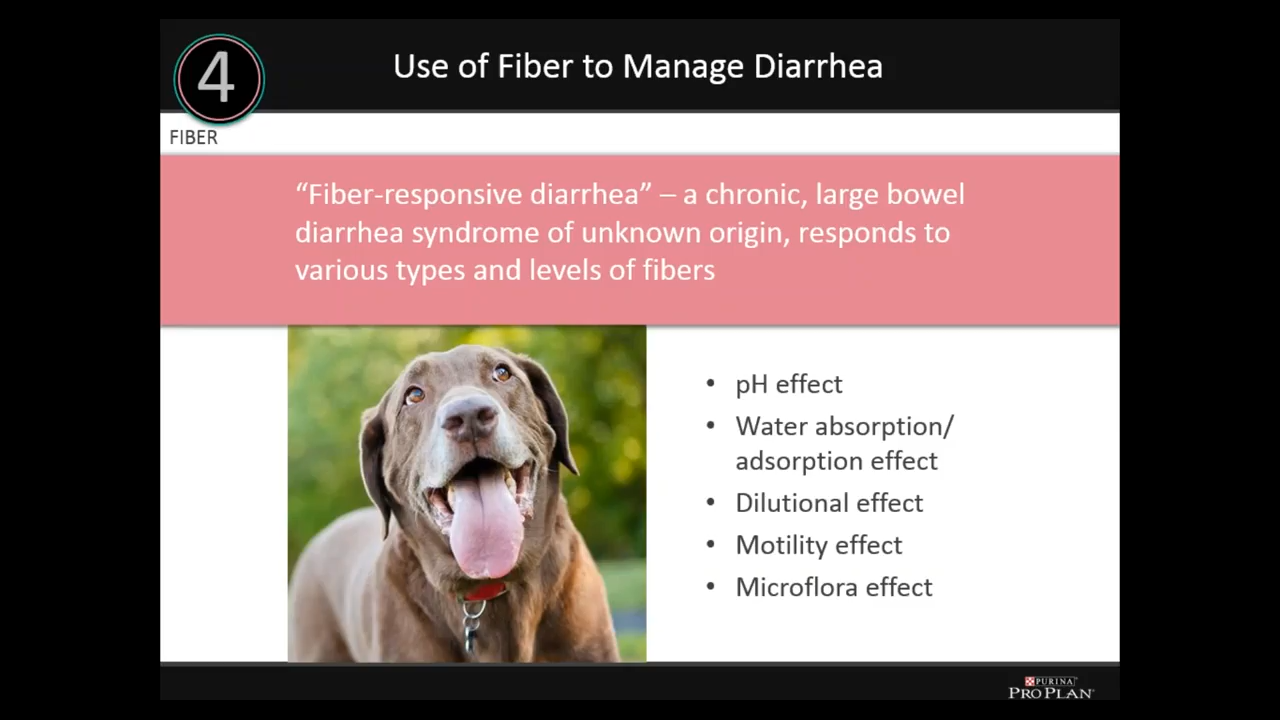 4
Use of Fiber to Manage Diarrhea
FIBER
“Fiber-responsive diarrhea” – a chronic, large bowel
diarrhea syndrome of unknown origin, responds to
various types and levels of fibers
• pH effect
• Water absorption/
adsorption effect
• Dilutional effect
• Motility effect
• Microflora effect
PURINA
PRO PLAN